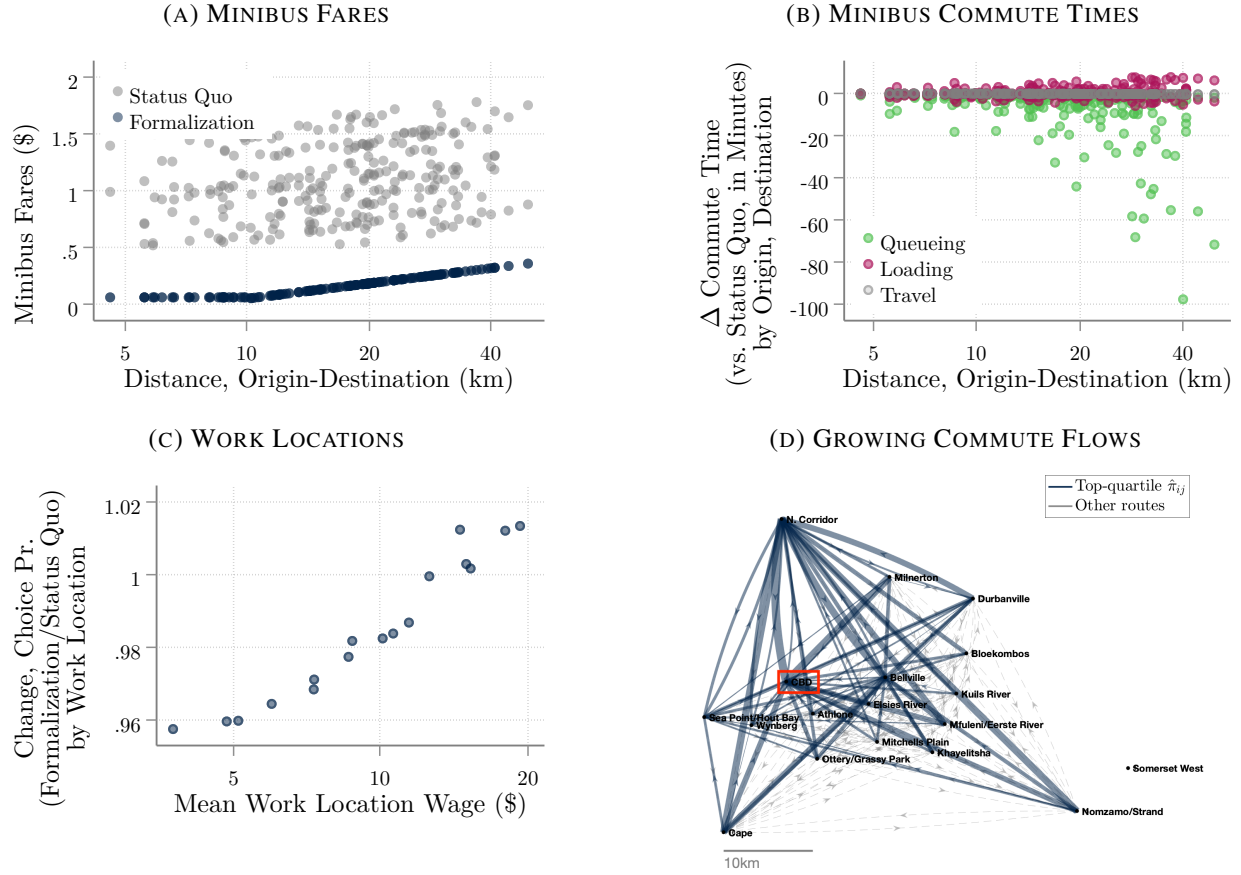 (A) MINIBUS FARES
2
1.5
1
.5
0
Minibus Fares ($)
Status Quo
Formalization
5 10 20 40
Distance, Origin-Destination (km)
(B) MINIBUS COMMUTE TIMES
0
-20
-40
-60
-80
-100
Δ Commute Time
(vs. Status Quo, in Minutes)
by Origin, Destination
Queueing
Loading
Travel
5 10 20 40
Distance, Origin-Destination (km)
(C) WORK LOCATIONS
1.02
1
.98
.96
Change, Choice Pr.
(Formalization/Status Quo)
by Work Location
5 10 20
Mean Work Location Wage ($)
(D) GROWING COMMUTE FLOWS
Top-quartile π̂ij
Other routes
N. Corridor
Milnerton
Durbanville
Bloekombos
CBD
Bellville
Kuils River
Elsies River
Sea Point/Hout Bay
Athlone
Wynberg
Mfuleni/Eerste River
Mitchells Plain
Khayelitsha
Ottery/Grassy Park
Somerset West
Nomzamo/Strand
Cape
10km